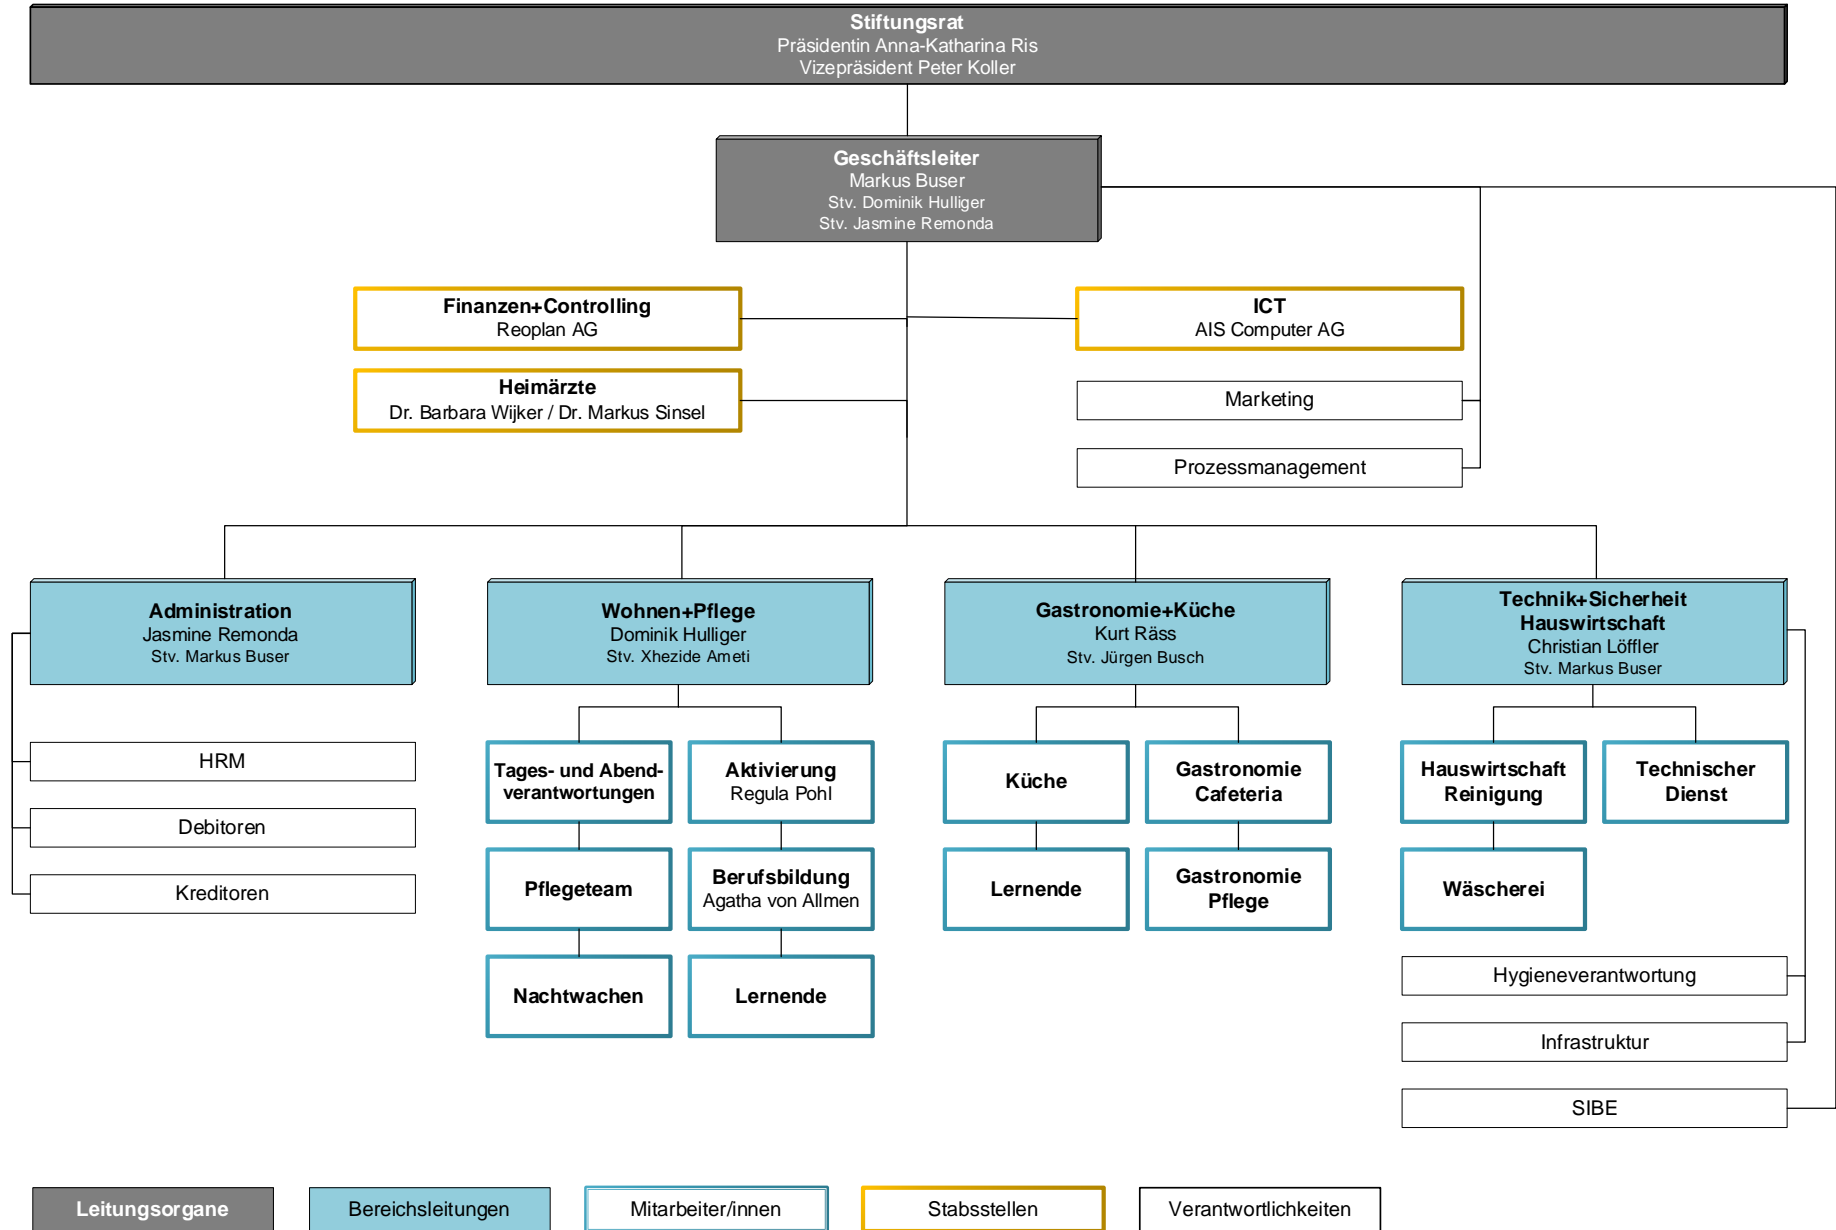 Stiftungsrat
Präsidentin Anna-Katharina Ris
Vizepräsident Peter Koller
Geschäftsleiter
Markus Buser
Stv. Dominik Hulliger
Stv. Jasmine Remonda
Finanzen+Controlling
Reoplan AG
ICT
AIS Computer AG
Heimärzte
Dr. Barbara Wijker / Dr. Markus Sinsel
Marketing
Prozessmanagement
Administration
Jasmine Remonda
Stv. Markus Buser
Wohnen+Pflege
Dominik Hulliger
Stv. Xhezide Ameti
Gastronomie+Küche
Kurt Räss
Stv. Jürgen Busch
Technik+Sicherheit
Hauswirtschaft
Christian Löffler
Stv. Markus Buser
HRM
Debitoren
Kreditoren
Tages- und Abend-
verantwortungen
Aktivierung
Regula Pohl
Pflegeteam
Berufsbildung
Agatha von Allmen
Nachtwachen
Lernende
Küche
Gastronomie
Cafeteria
Lernende
Gastronomie
Pflege
Hauswirtschaft
Reinigung
Technischer
Dienst
Wäscherei
Hygieneverantwortung
Infrastruktur
SIBE
Leitungsorgane
Bereichsleitungen
Mitarbeiter/innen
Stabsstellen
Verantwortlichkeiten